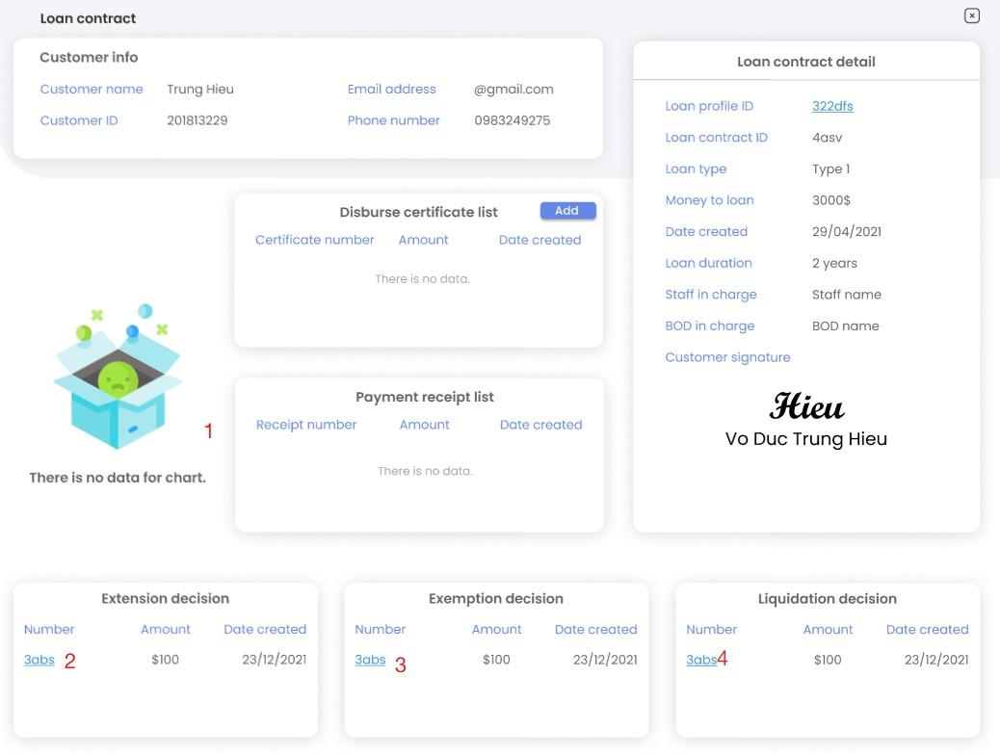 Loan contract
Customer info
Customer name Trung Hieu Email address @gmail.com
Customer ID 201813229 Phone number 0983249275
Loan contract detail
Loan profile ID 322dfs
Loan contract ID 4asv
Loan type Type 1
Money to loan 3000$
Date created 29/04/2021
Loan duration 2 years
Staff in charge Staff name
BOD in charge BOD name
Customer signature
Hieu
Vo Duc Trung Hieu
Disburse certificate list Add
Certificate number Amount Date created
There is no data.
1
There is no data for chart.
Payment receipt list
Receipt number Amount Date created
There is no data.
Extension decision
Number Amount Date created
3abs 2 $100 23/12/2021
Exemption decision
Number Amount Date created
3abs 3 $100 23/12/2021
Liquidation decision
Number Amount Date created
3abs 4 $100 23/12/2021